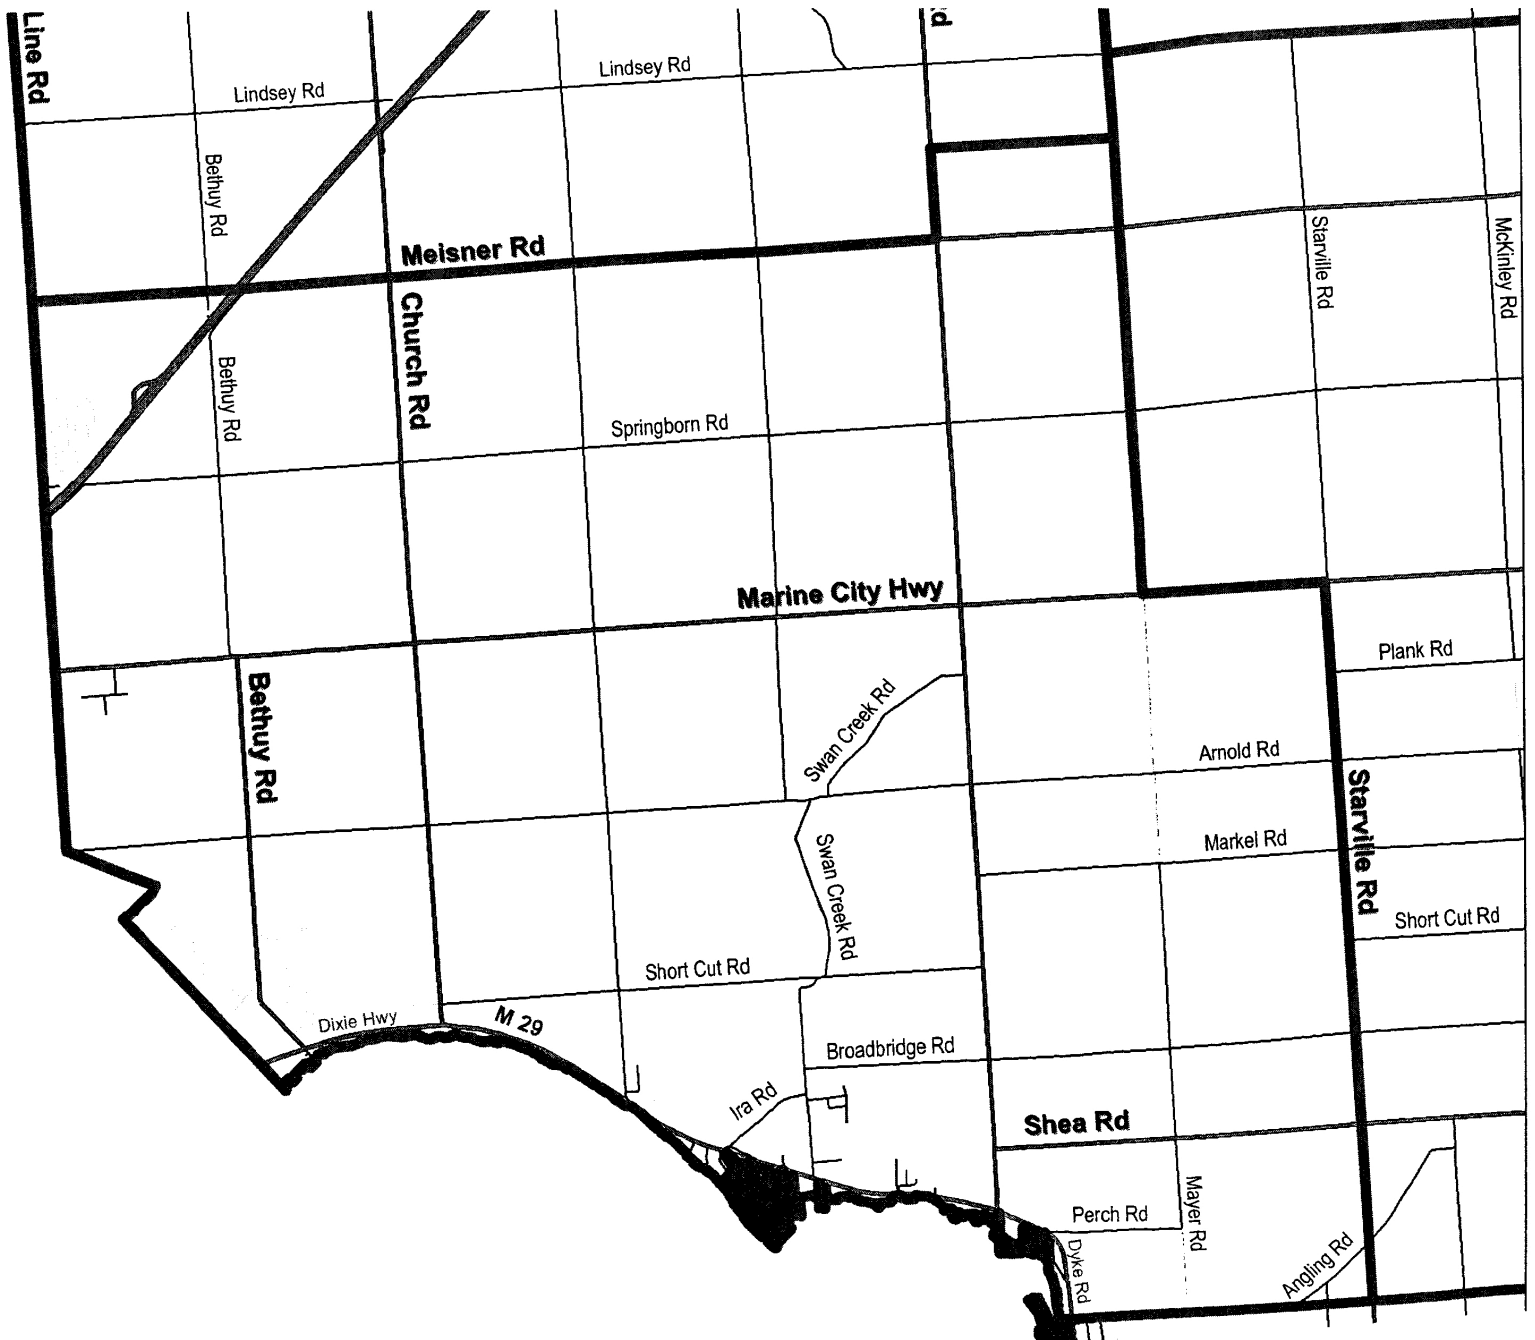 Line Rd
d
Lindsey Rd
Lindsey Rd
Bethuy Rd
Meisner Rd
Starville Rd
McKinley Rd
Church Rd
Bethuy Rd
Springborn Rd
Marine City Hwy
Plank Rd
Bethuy Rd
Swan Creek Rd
Arnold Rd
Starville Rd
Markel Rd
Swan Creek Rd
Short Cut Rd
Short Cut Rd
Dixie Hwy
M 29
Broadbridge Rd
Ira Rd
Shea Rd
Perch Rd
Mayer Rd
Dyke Rd
Angling Rd